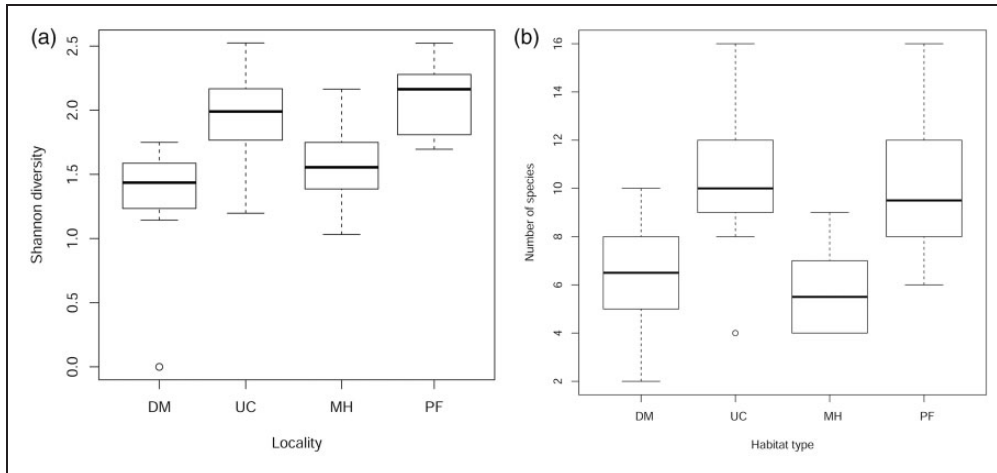 (a)
Shannon diversity
2.5
2.0
1.5
1.0
0.5
0.0
DM UC MH PF
Locality
(b)
Number of species
16
14
12
10
8
6
4
2
DM UC MH PF
Habitat type